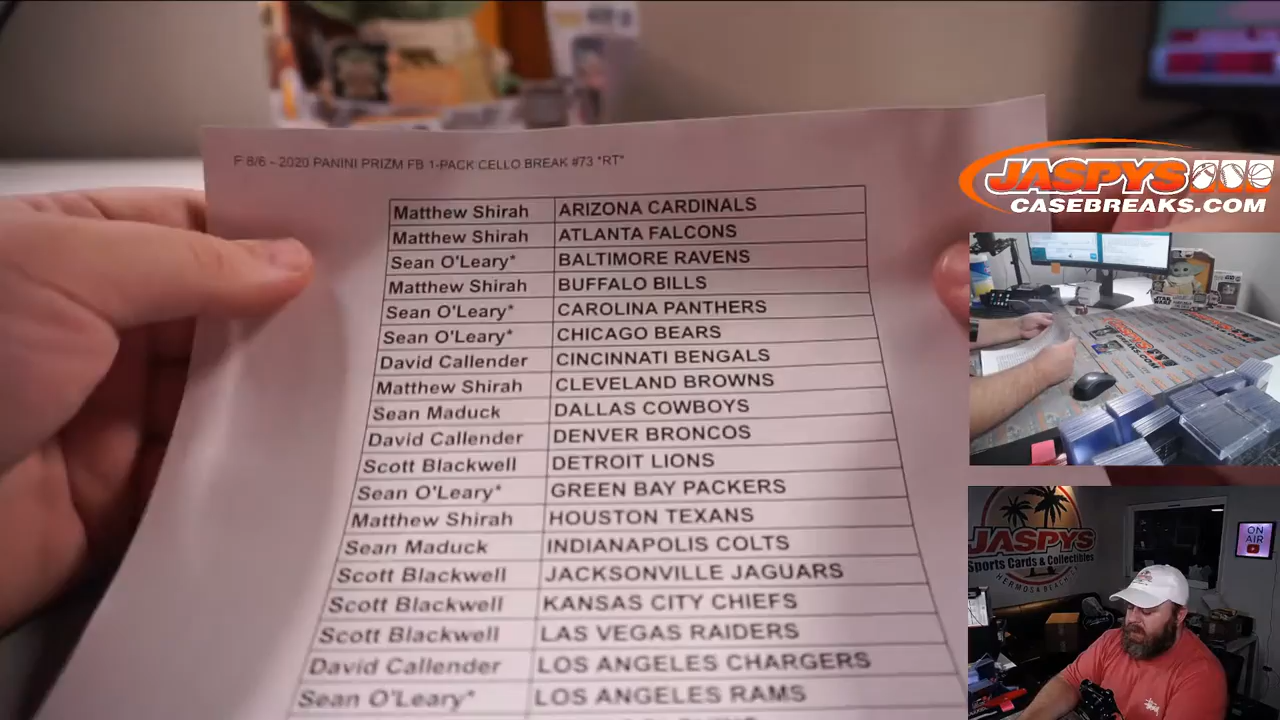 F 8/6 - 2020 PANINI PRIZM FB 1-PACK CELLO BREAK #73 "RT"
Matthew Shirah ARIZONA CARDINALS
Matthew Shirah ATLANTA FALCONS
Sean O'Leary* BALTIMORE RAVENS
Matthew Shirah BUFFALO BILLS
Sean O'Leary* CAROLINA PANTHERS
Sean O'Leary* CHICAGO BEARS
David Callender CINCINNATI BENGALS
Matthew Shirah CLEVELAND BROWNS
Sean Maduck DALLAS COWBOYS
David Callender DENVER BRONCOS
Scott Blackwell DETROIT LIONS
Sean O'Leary* GREEN BAY PACKERS
Matthew Shirah HOUSTON TEXANS
Sean Maduck INDIANAPOLIS COLTS
Scott Blackwell JACKSONVILLE JAGUARS
Scott Blackwell KANSAS CITY CHIEFS
Scott Blackwell LAS VEGAS RAIDERS
David Callender LOS ANGELES CHARGERS
Sean O'Leary* LOS ANGELES RAMS
JASPYS
CASEBREAKS.COM
JASPYS
Sports Cards & Collectibles
HERMOSA BEACH
ON
AIR